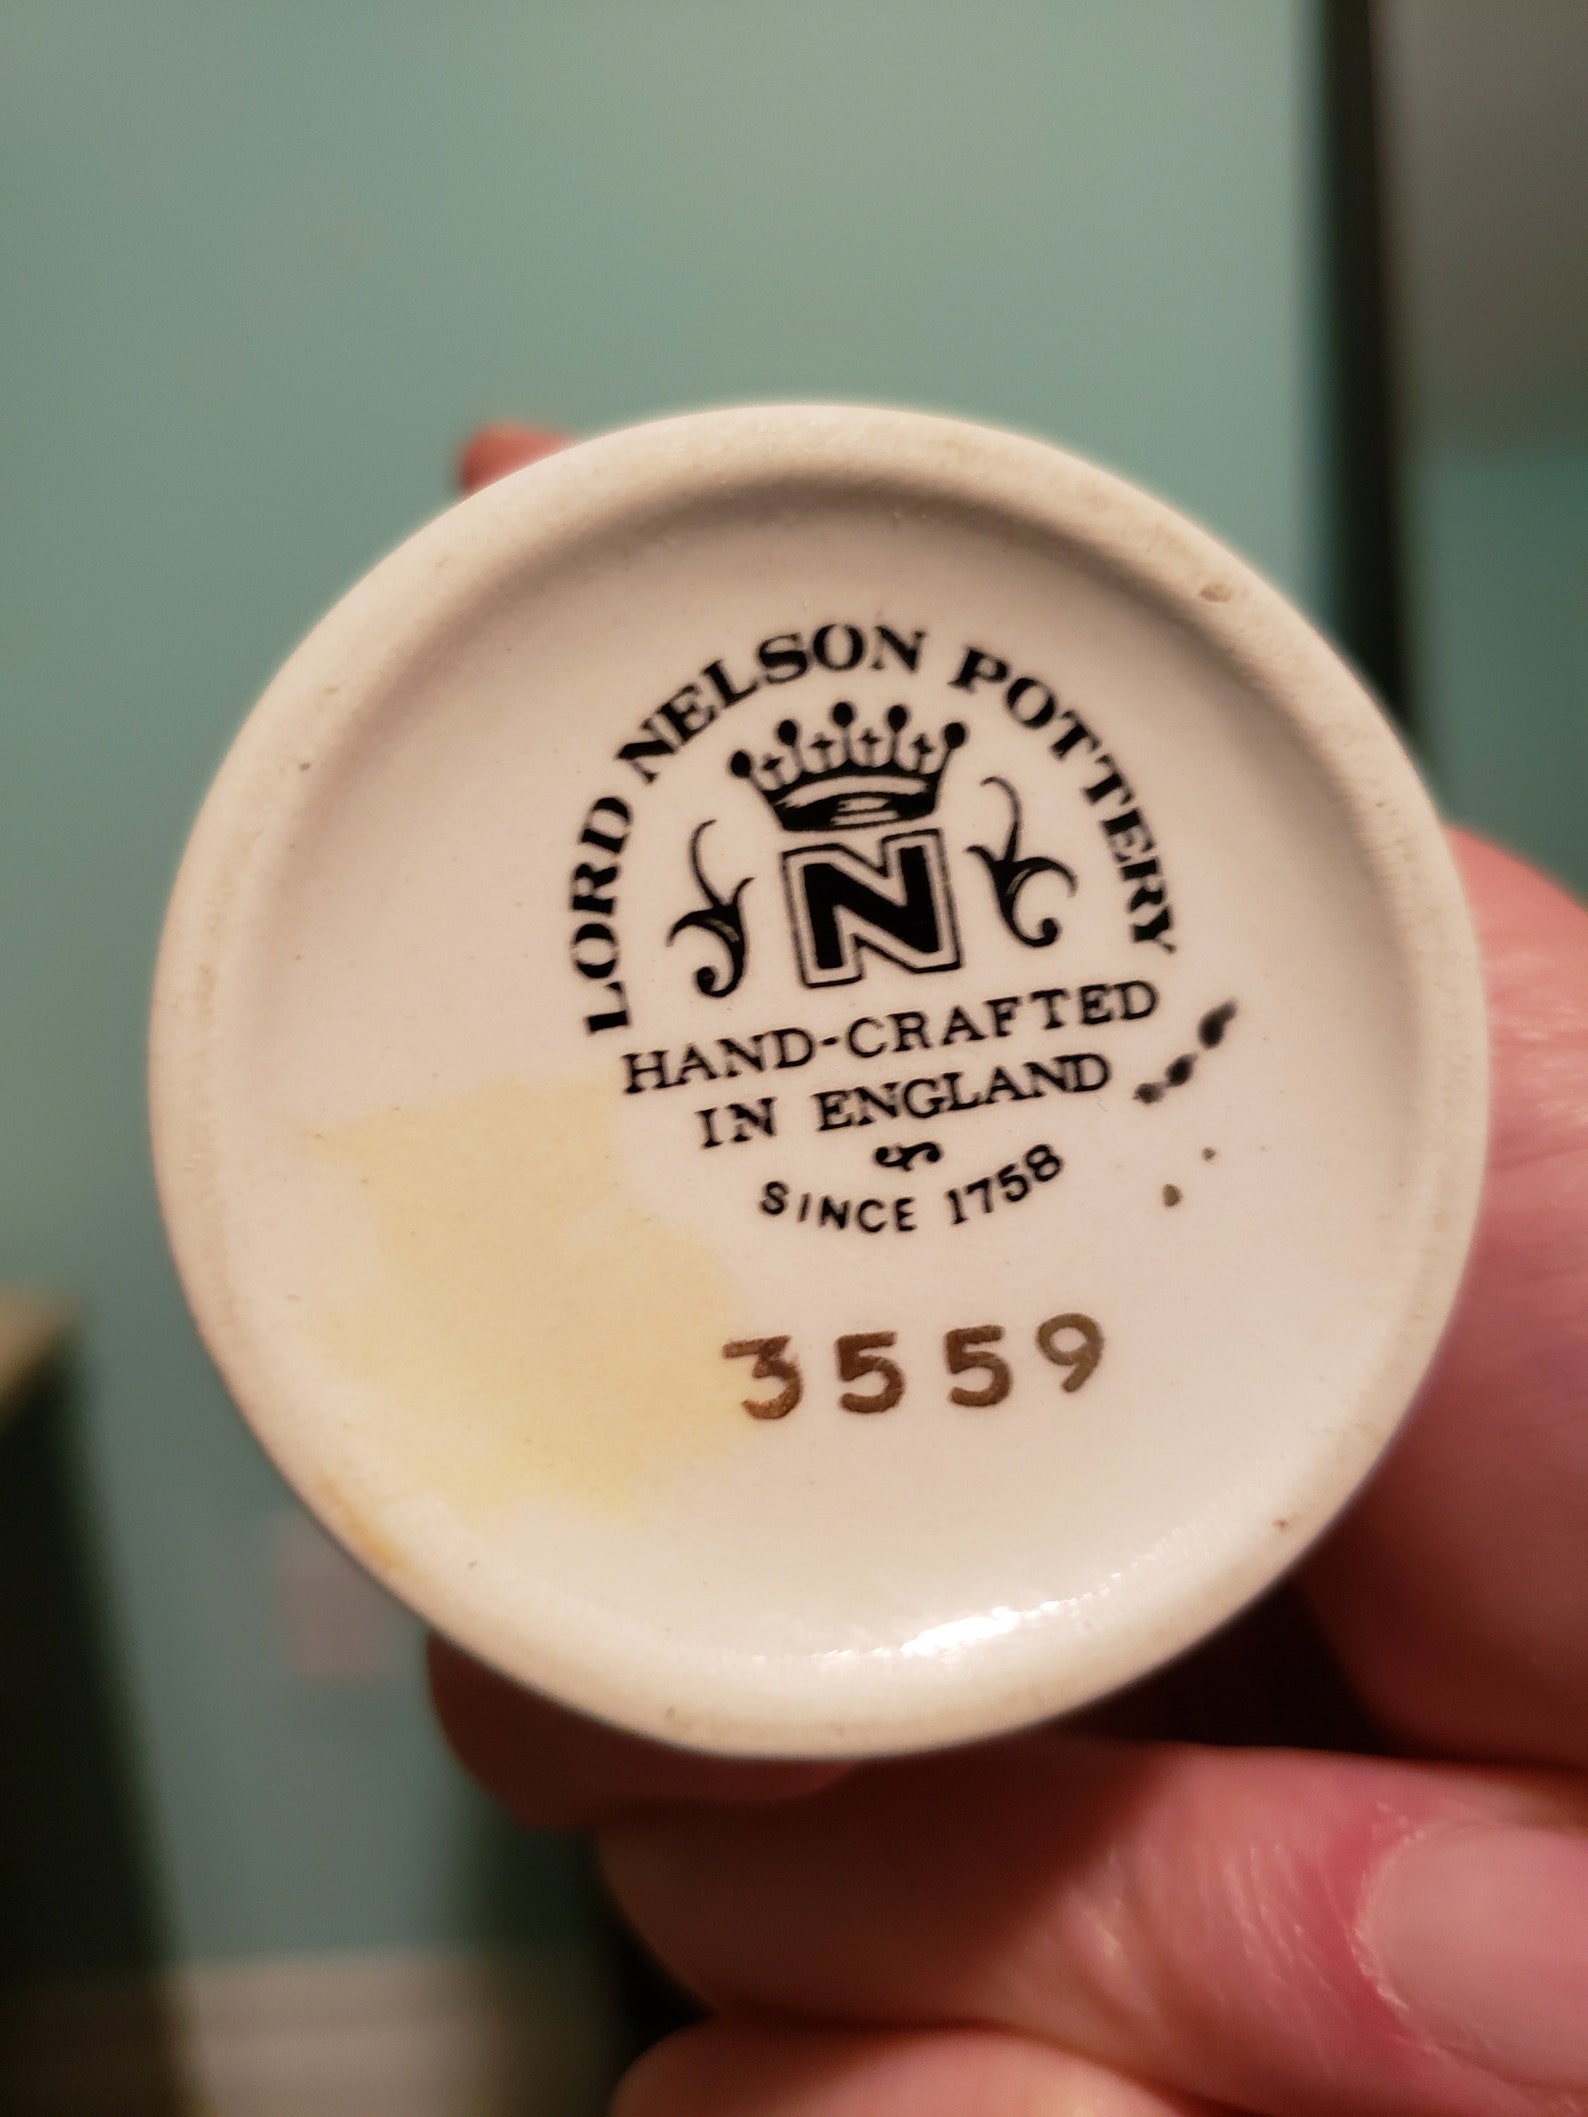 LORD NELSON POTTERY
N
HAND-CRAFTED
IN ENGLAND
SINCE 1758
3559